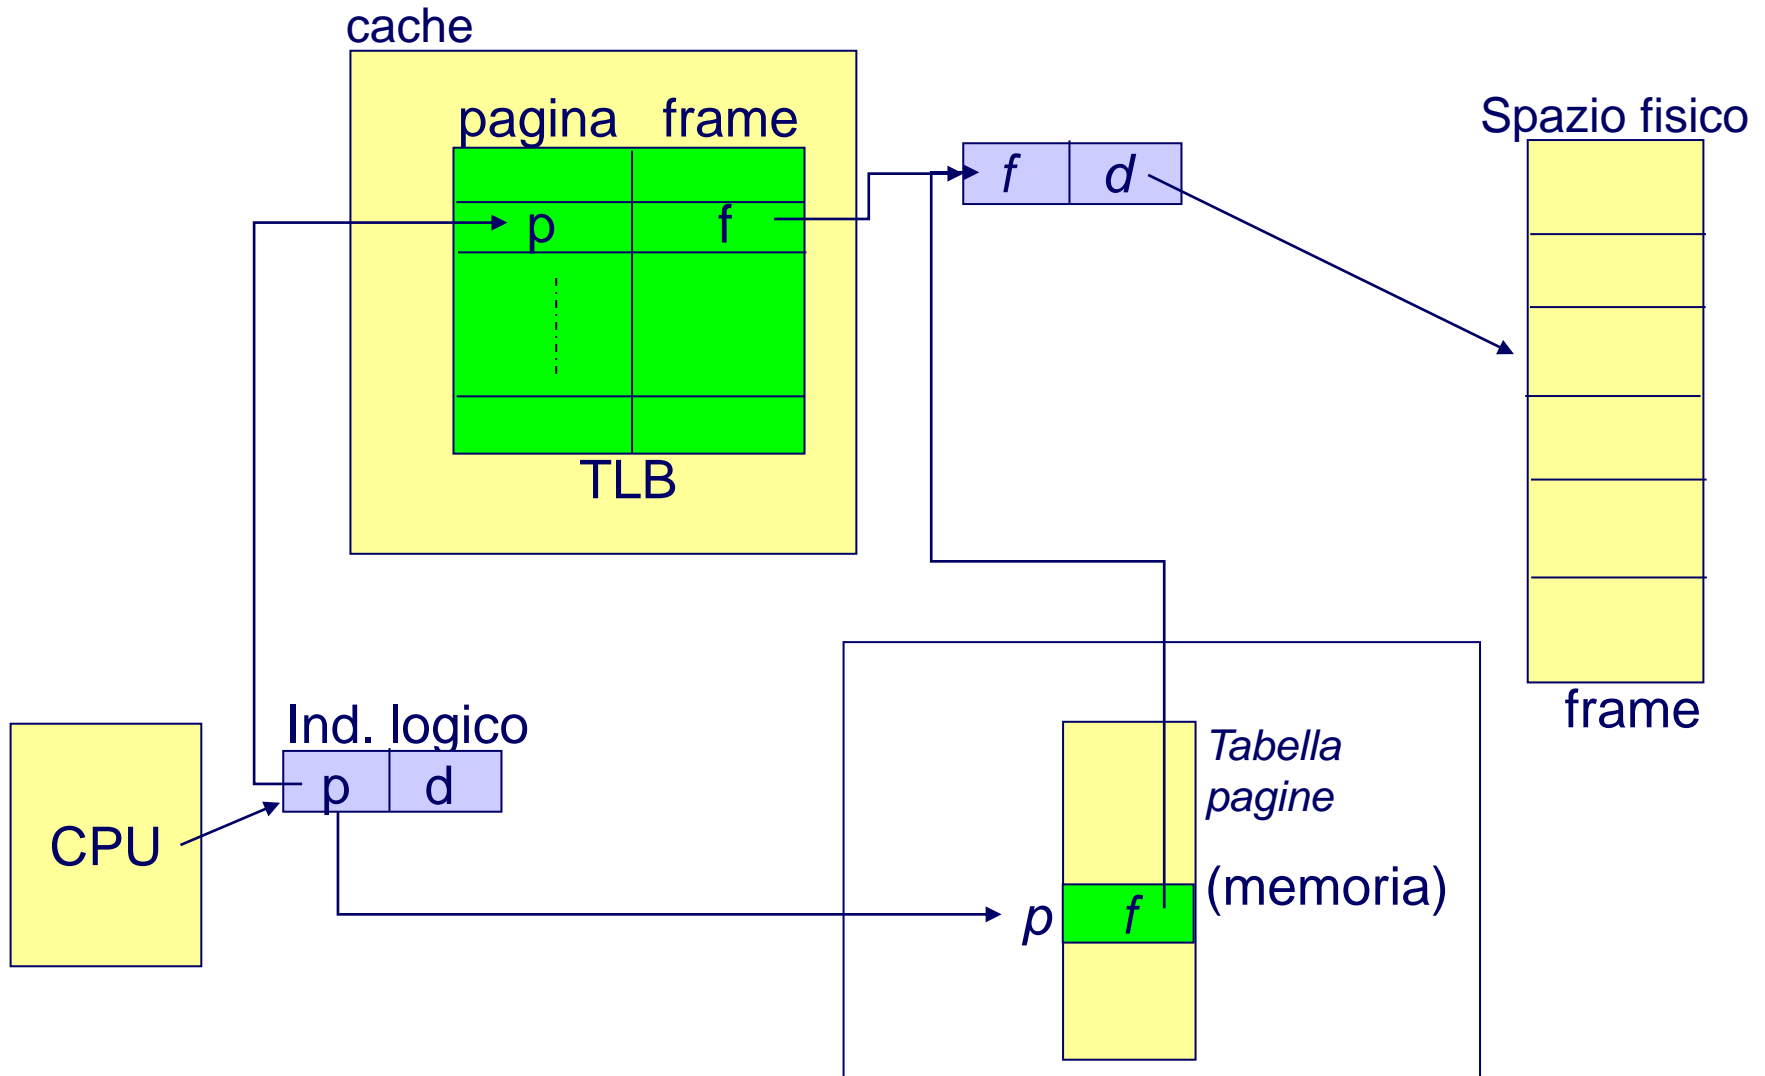 cache
pagina frame
Spazio fisico
f d
p f
TLB
Ind. logico
p d
CPU
frame
Tabella
pagine
(memoria)
p f